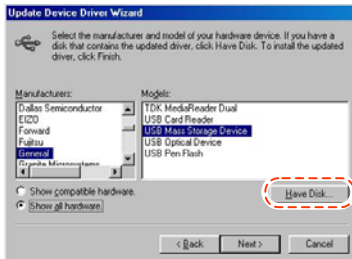 Update Device Driver Wizard
Select the manufacturer and model of your hardware device. If you have a
disk that contains the updated driver, click Have Disk. To install the updated
driver, click Finish.
Manufacturers:
Dallas Semiconductor
EIZO
Forward
Fujitsu
General
Granite Microsystems
Models:
TDK MediaReader Dual
USB Card Reader
USB Mass Storage Device
USB Optical Device
USB Pen Flash
Show compatible hardware.
Show all hardware.
Have Disk...
< Back
Next >
Cancel